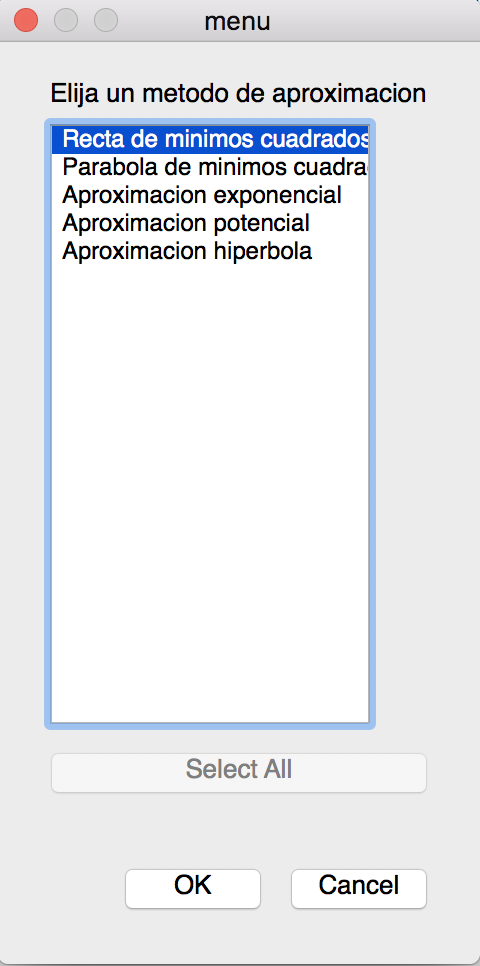 menu
Elija un metodo de aproximacion
Recta de minimos cuadrados
Parabola de minimos cuadra
Aproximacion exponencial
Aproximacion potencial
Aproximacion hiperbola
Select All
OK Cancel